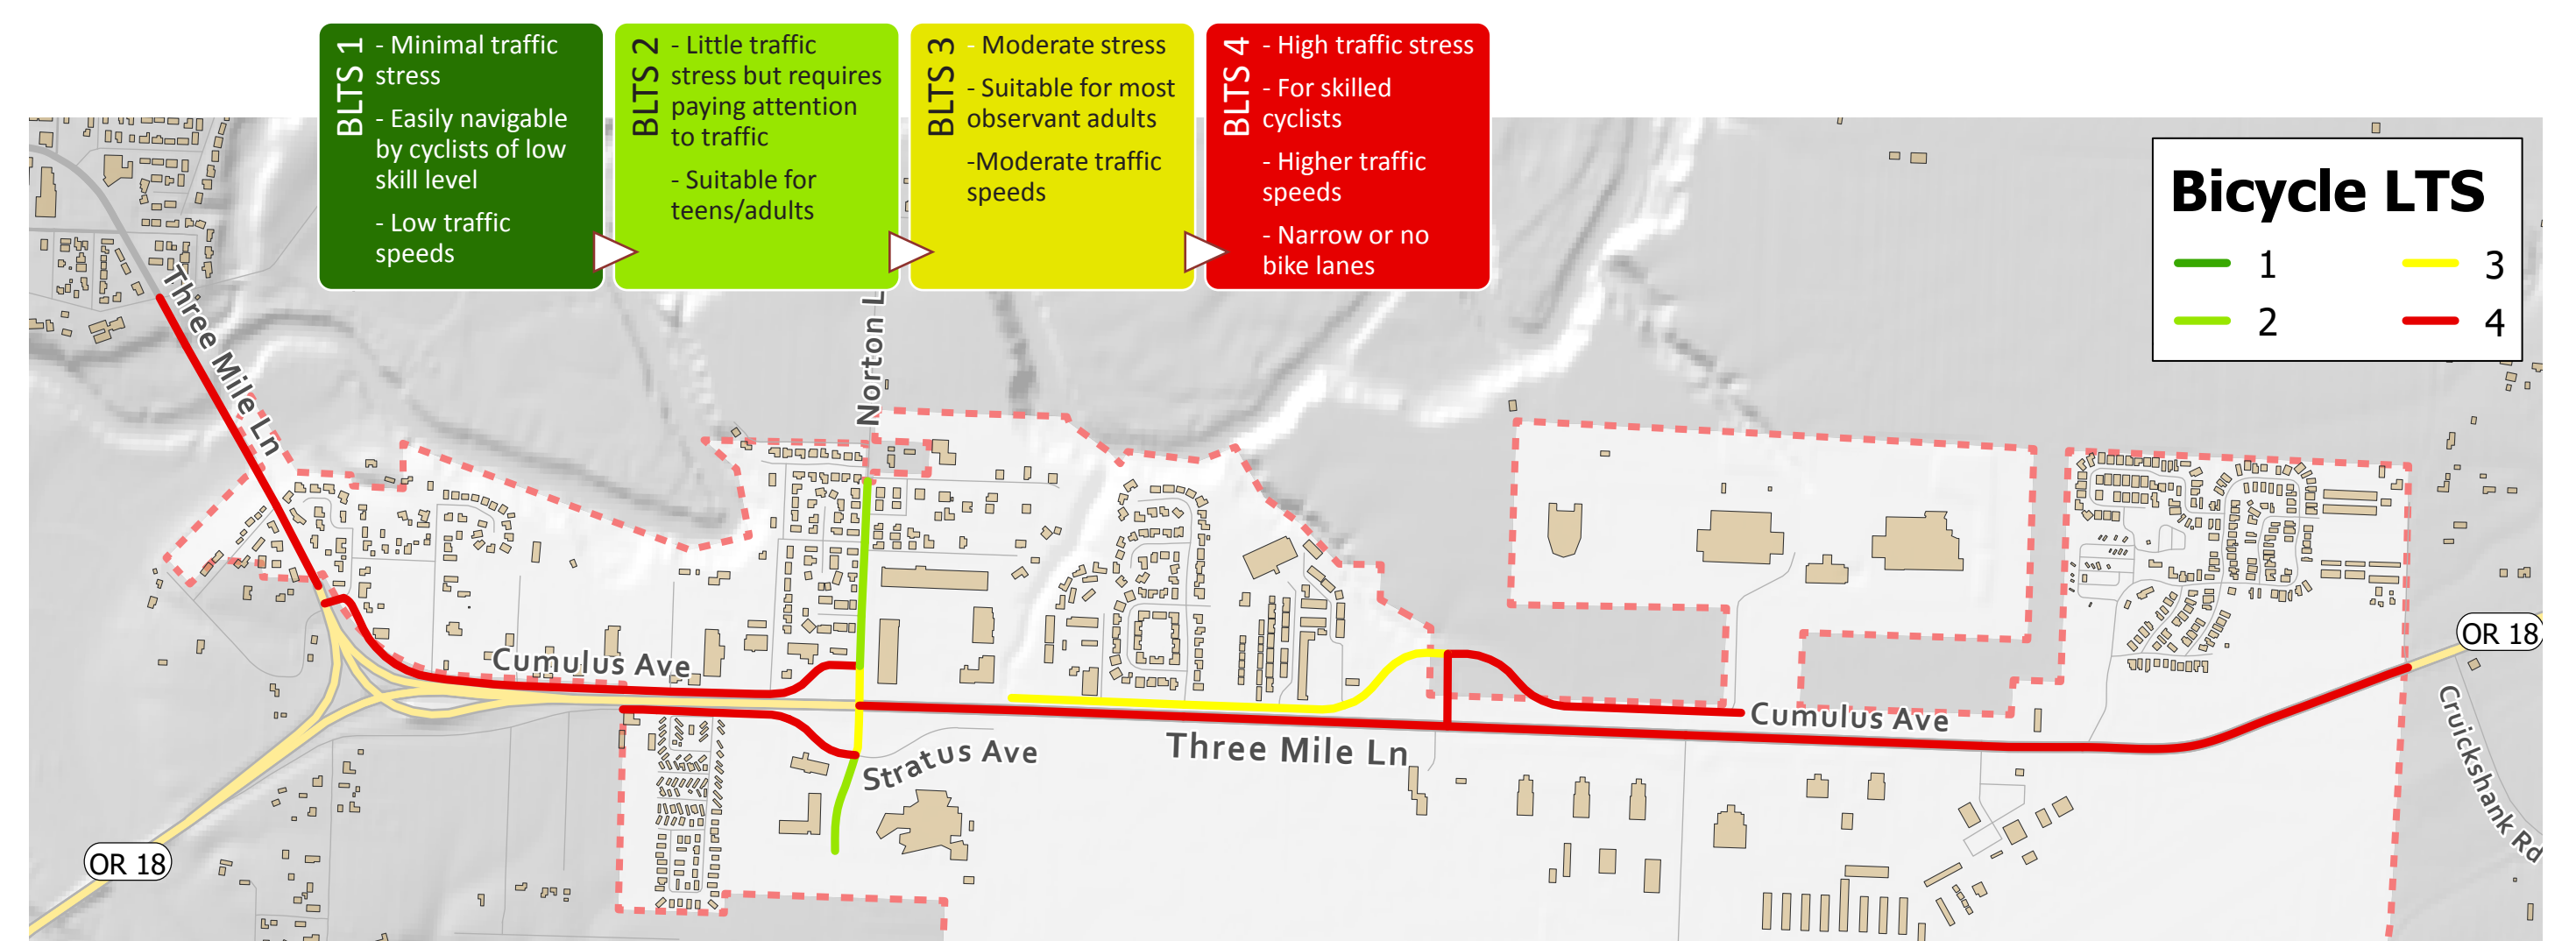 BLTS 1
- Minimal traffic
stress
- Easily navigable
by cyclists of low
skill level
- Low traffic
speeds
BLTS 2
- Little traffic
stress but requires
paying attention
to traffic
- Suitable for
teens/adults
BLTS 3
- Moderate stress
- Suitable for most
observant adults
-Moderate traffic
speeds
BLTS 4
- High traffic stress
- For skilled
cyclists
- Higher traffic
speeds
- Narrow or no
bike lanes
Bicycle LTS
1
2
3
4
Three Mile Ln
Norton L
Cumulus Ave
Stratus Ave
Three Mile Ln
Cumulus Ave
OR 18
OR 18
Cruickshank Rd